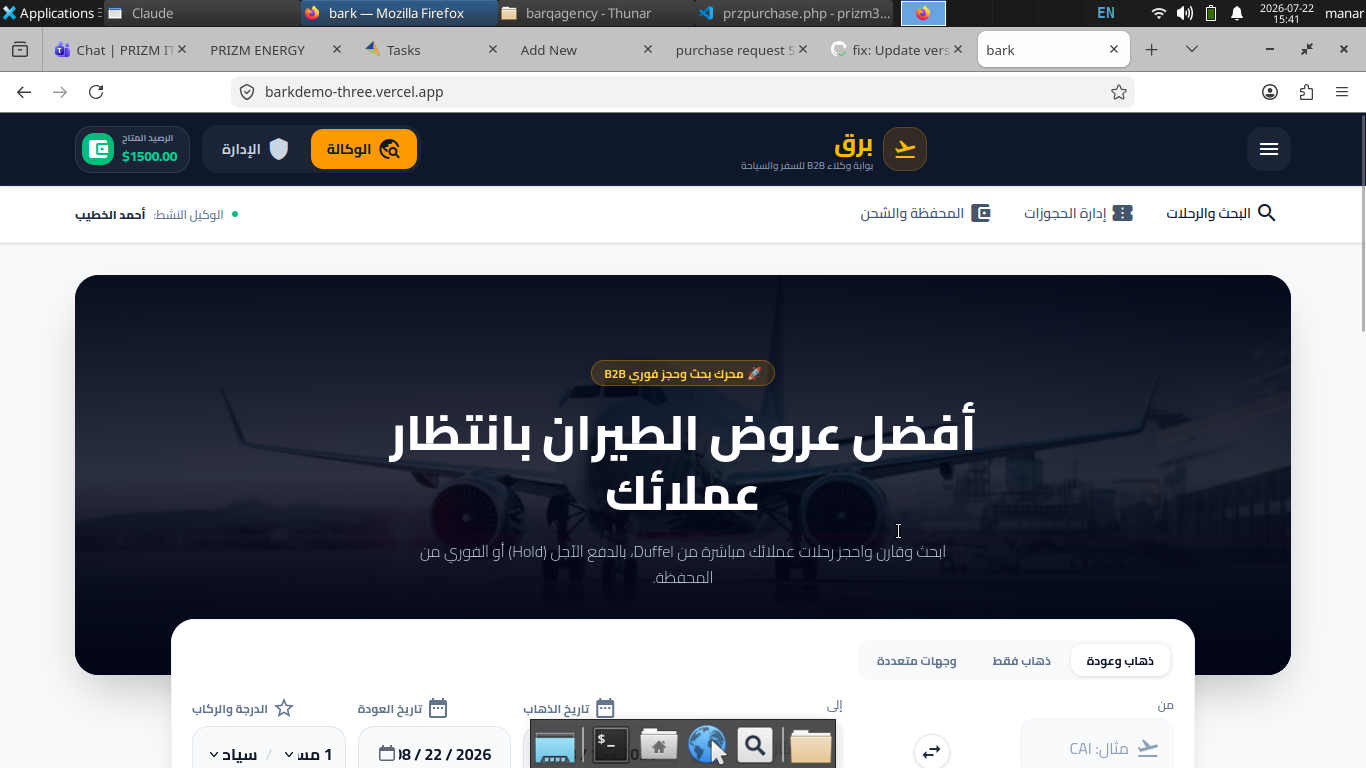 Applications
Claude
bark — Mozilla Firefox
barqagency - Thunar
przpurchase.php - prizm3...
EN
2026-07-22
15:41
manar
Chat | PRIZM IT
PRIZM ENERGY
Tasks
Add New
purchase request S
fix: Update vers
bark
barkdemo-three.vercel.app
برق
بوابة وكلاء B2B للسفر والسياحة
الوكالة
الإدارة
الرصيد المتاح
$1500.00
البحث والرحلات
إدارة الحجوزات
المحفظة والشحن
الوكيل النشط: أحمد الخطيب
🚀 محرك بحث وحجز فوري B2B
أفضل عروض الطيران بانتظار
عملائك
ابحث وقارن واحجز رحلات عملائك مباشرة من Duffel، بالدفع الآجل (Hold) أو الفوري من
المحفظة.
ذهاب وعودة
ذهاب فقط
وجهات متعددة
من
إلى
تاريخ الذهاب
تاريخ العودة
الدرجة والركاب
مثال: CAI
22 / 2026
1 مس
/
سياد